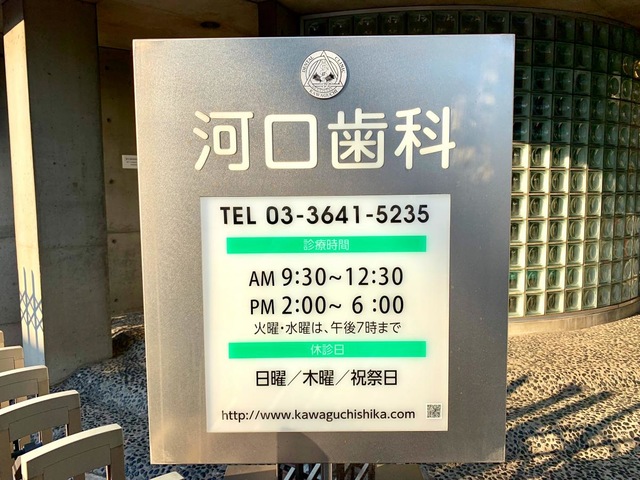 河口歯科
TEL 03-3641-5235
診療時間
AM 9:30~12:30
PM 2:00~ 6:00
火曜・水曜は、午後7時まで
休診日
日曜／木曜／祝祭日
http://www.kawaguchishika.com